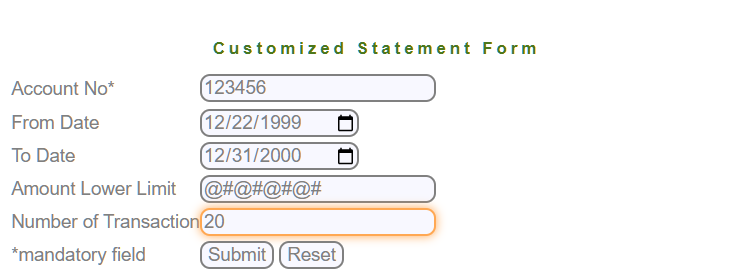 Customized Statement Form
Account No* 123456
From Date 12/22/1999
To Date 12/31/2000
Amount Lower Limit @#@#@#@#
Number of Transaction 20
*mandatory field Submit Reset